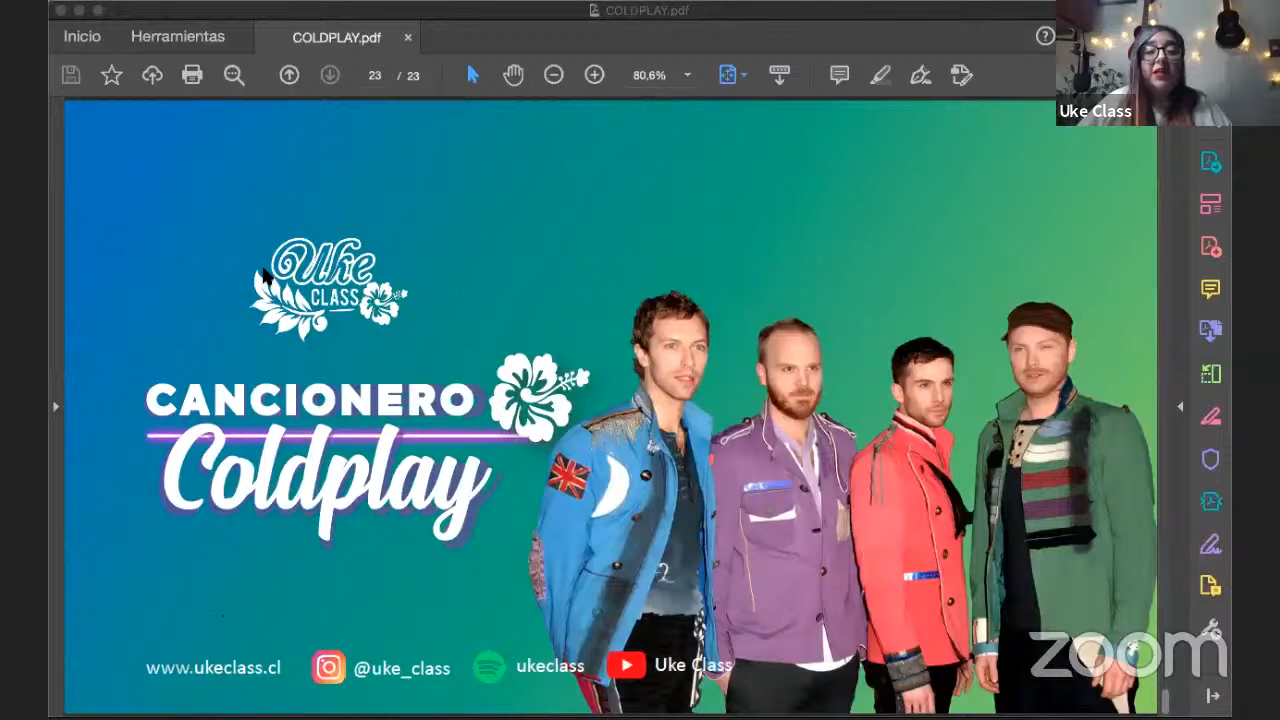 COLDPLAY.pdf
Inicio Herramientas COLDPLAY.pdf ×
23 / 23 80,6%
Uke Class
Uke
CLASS
CANCIONERO
Coldplay
www.ukeclass.cl @uke_class ukeclass Uke Class
zoom